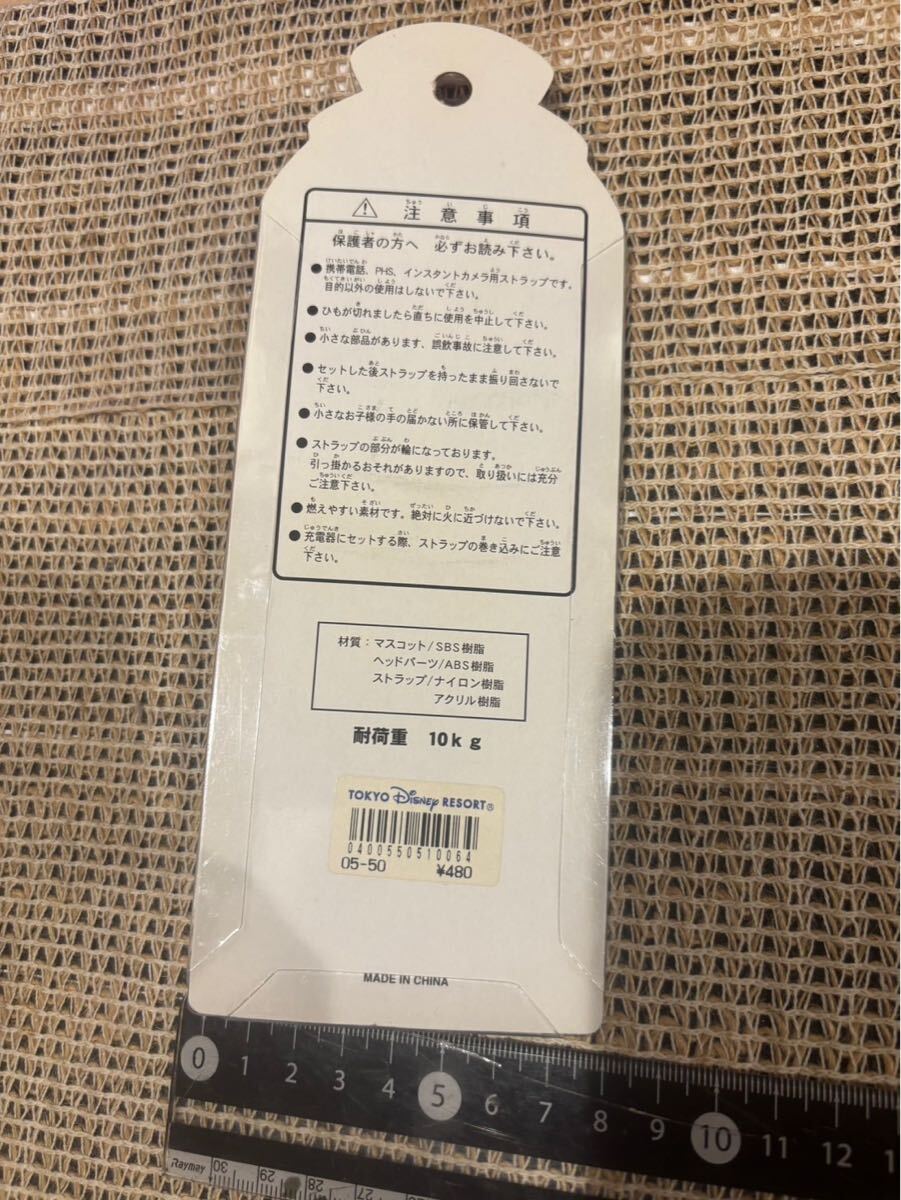 ⚠ 注意事項
保護者の方へ 必ずお読み下さい。
●携帯電話、PHS、インスタントカメラ用ストラップです。
目的以外の使用はしないで下さい。
●ひもが切れましたら直ちに使用を中止して下さい。
●小さな部品があります、誤飲事故に注意して下さい。
●セットした後ストラップを持ったまま振り回さないで
下さい。
●小さなお子様の手の届かない所に保管して下さい。
●ストラップの部分が輪になっております。
引っ掛かるおそれがありますので、取り扱いには充分
ご注意下さい。
●燃えやすい素材です。絶対に火に近づけないで下さい。
●充電器にセットする際、ストラップの巻き込みにご注意
下さい。
材質：マスコット/SBS樹脂
ヘッドパーツ/ABS樹脂
ストラップ/ナイロン樹脂
アクリル樹脂
耐荷重 10kg
TOKYO Disney RESORT®
0400550510064
05-50 ¥480
MADE IN CHINA
0 1 2 3 4 5 6 7 8 9 10 11 12 1
Raymay 30 29 28 27